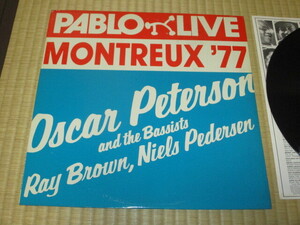 PABLO LIVE
MONTREUX '77
Oscar Peterson
and the Bassists
Ray Brown, Niels Pedersen